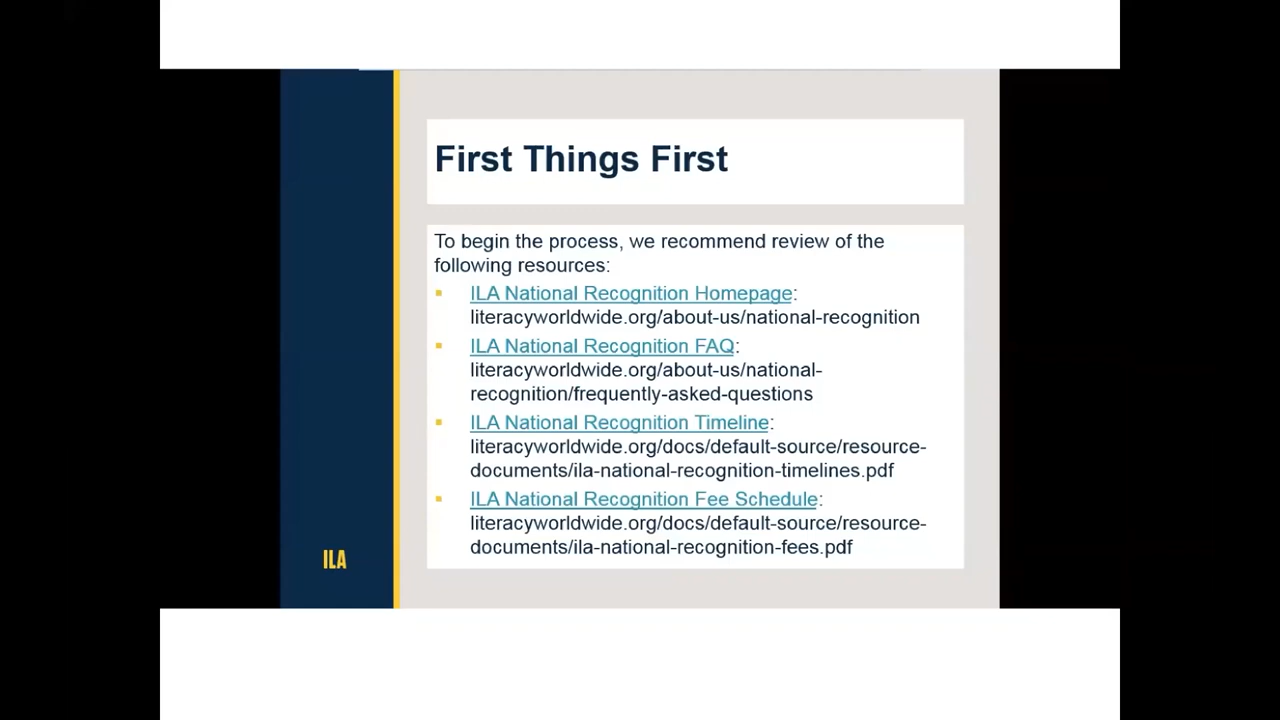 First Things First
To begin the process, we recommend review of the
following resources:
▪ ILA National Recognition Homepage:
literacyworldwide.org/about-us/national-recognition
▪ ILA National Recognition FAQ:
literacyworldwide.org/about-us/national-
recognition/frequently-asked-questions
▪ ILA National Recognition Timeline:
literacyworldwide.org/docs/default-source/resource-
documents/ila-national-recognition-timelines.pdf
▪ ILA National Recognition Fee Schedule:
literacyworldwide.org/docs/default-source/resource-
documents/ila-national-recognition-fees.pdf
ILA